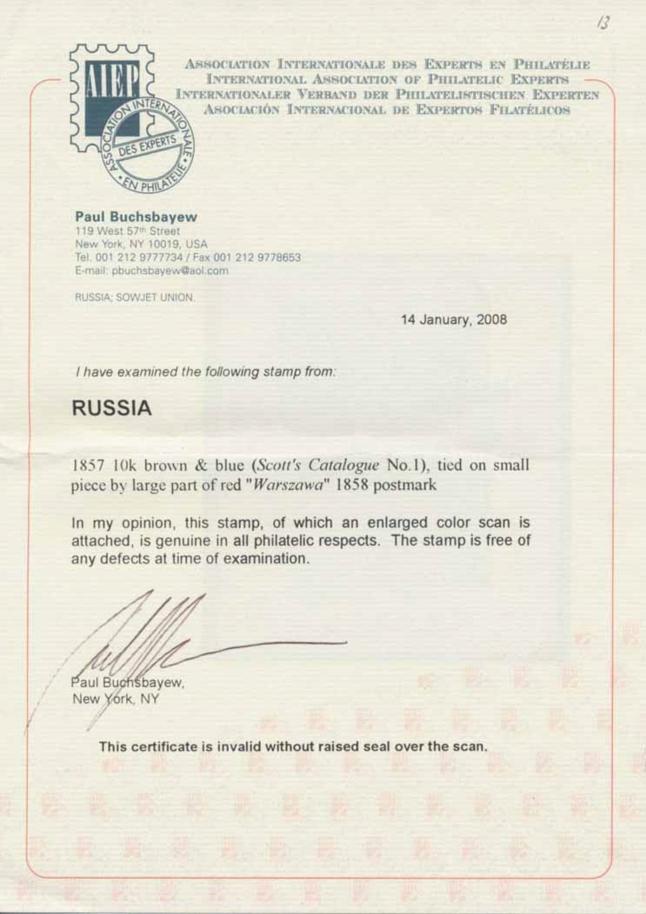 13
AIEP
ASSOCIATION INTERNATIONALE
DES EXPERTS
EN PHILATÉLIE
ASSOCIATION INTERNATIONALE DES EXPERTS EN PHILATÉLIE
INTERNATIONAL ASSOCIATION OF PHILATELIC EXPERTS
INTERNATIONALER VERBAND DER PHILATELISTISCHEN EXPERTEN
ASOCIACIÓN INTERNACIONAL DE EXPERTOS FILATÉLICOS
Paul Buchsbayew
119 West 57th Street
New York, NY 10019, USA
Tel. 001 212 9777734 / Fax 001 212 9778653
E-mail: pbuchsbayew@aol.com
RUSSIA; SOWJET UNION.
14 January, 2008
I have examined the following stamp from:
RUSSIA
1857 10k brown & blue (Scott's Catalogue No.1), tied on small
piece by large part of red "Warszawa" 1858 postmark
In my opinion, this stamp, of which an enlarged color scan is
attached, is genuine in all philatelic respects. The stamp is free of
any defects at time of examination.
Paul Buchsbayew,
New York, NY
This certificate is invalid without raised seal over the scan.